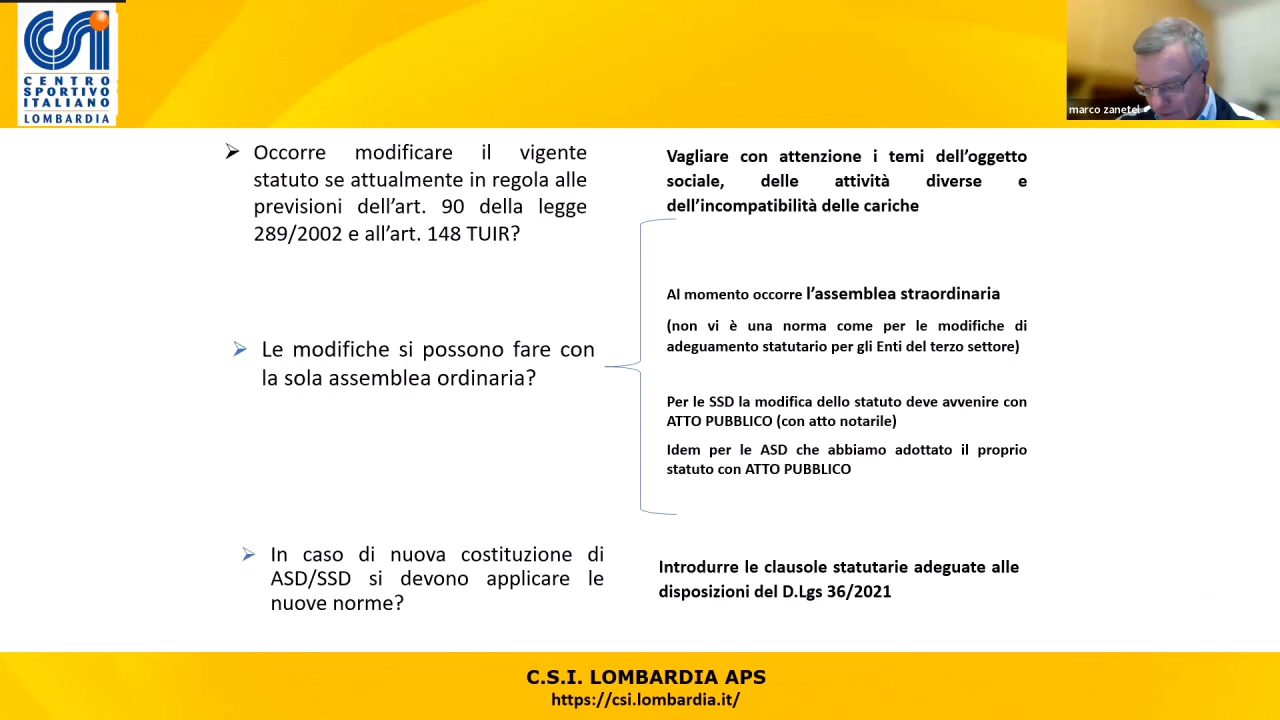 CENTRO
SPORTIVO
ITALIANO
LOMBARDIA
marco zanetel
Occorre modificare il vigente
statuto se attualmente in regola alle
previsioni dell'art. 90 della legge
289/2002 e all'art. 148 TUIR?
Vagliare con attenzione i temi dell'oggetto
sociale, delle attività diverse e
dell'incompatibilità delle cariche
Le modifiche si possono fare con
la sola assemblea ordinaria?
Al momento occorre l'assemblea straordinaria
(non vi è una norma come per le modifiche di
adeguamento statutario per gli Enti del terzo settore)
Per le SSD la modifica dello statuto deve avvenire con
ATTO PUBBLICO (con atto notarile)
Idem per le ASD che abbiamo adottato il proprio
statuto con ATTO PUBBLICO
In caso di nuova costituzione di
ASD/SSD si devono applicare le
nuove norme?
Introdurre le clausole statutarie adeguate alle
disposizioni del D.Lgs 36/2021
C.S.I. LOMBARDIA APS
https://csi.lombardia.it/